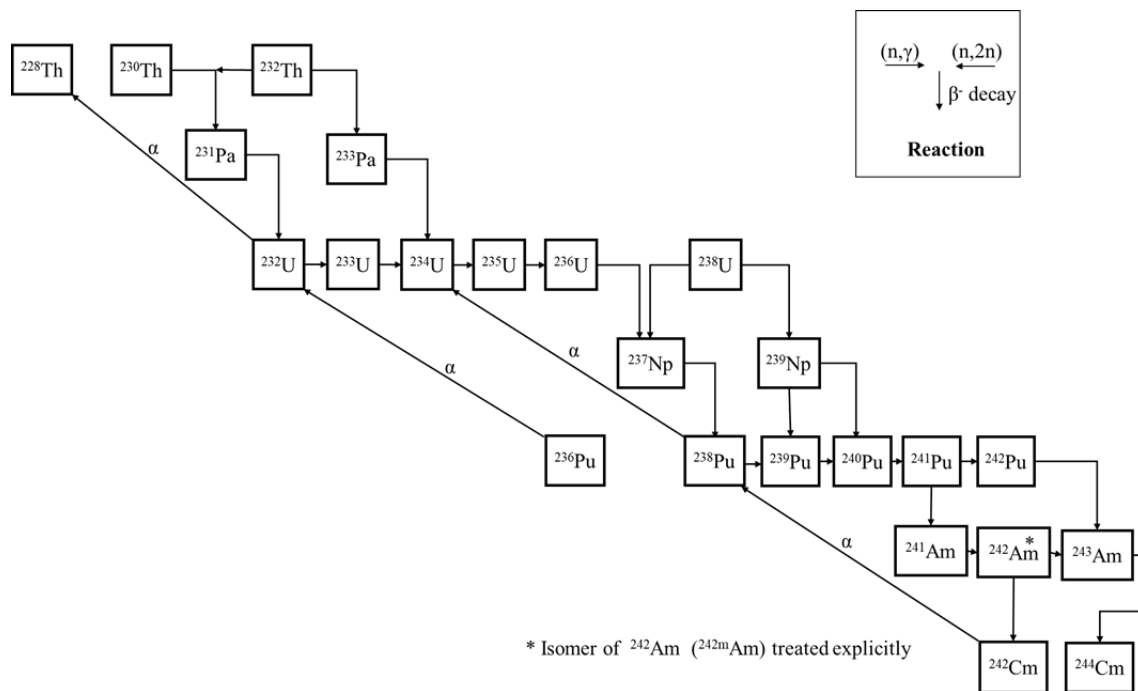 (n,γ) (n,2n)
β⁻ decay
Reaction
²²⁸Th ²³⁰Th ²³²Th
α
²³¹Pa ²³³Pa
²³²U ²³³U ²³⁴U ²³⁵U ²³⁶U ²³⁸U
α
α
²³⁷Np ²³⁹Np
²³⁶Pu ²³⁸Pu ²³⁹Pu ²⁴⁰Pu ²⁴¹Pu ²⁴²Pu
α
²⁴¹Am ²⁴²Am* ²⁴³Am
* Isomer of ²⁴²Am (²⁴²ᵐAm) treated explicitly
²⁴²Cm ²⁴⁴Cm